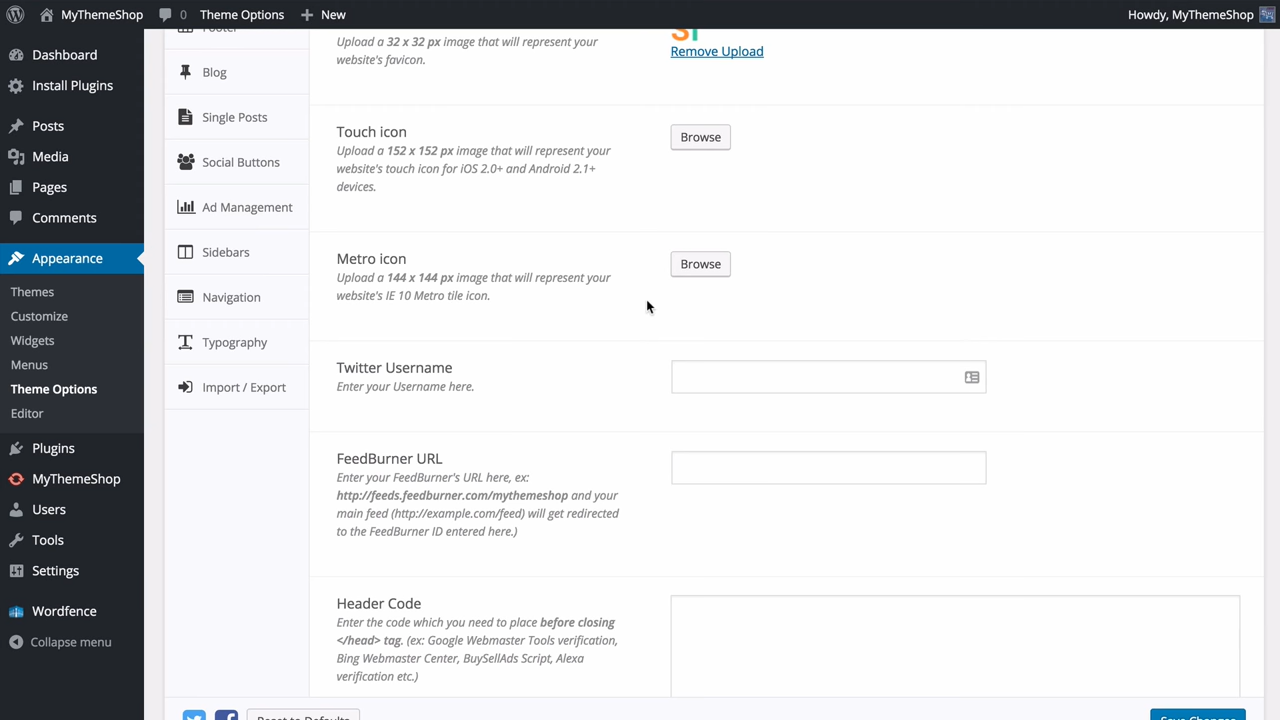 MyThemeShop
0
Theme Options
New
Howdy, MyThemeShop
Dashboard
Install Plugins
Posts
Media
Pages
Comments
Appearance
Themes
Customize
Widgets
Menus
Theme Options
Editor
Plugins
MyThemeShop
Users
Tools
Settings
Wordfence
Collapse menu
Footer
Blog
Single Posts
Social Buttons
Ad Management
Sidebars
Navigation
Typography
Import / Export
Upload a 32 x 32 px image that will represent your
website's favicon.
Remove Upload
Touch icon
Upload a 152 x 152 px image that will represent your
website's touch icon for iOS 2.0+ and Android 2.1+
devices.
Browse
Metro icon
Upload a 144 x 144 px image that will represent your
website's IE 10 Metro tile icon.
Browse
Twitter Username
Enter your Username here.
FeedBurner URL
Enter your FeedBurner's URL here, ex:
http://feeds.feedburner.com/mythemeshop and your
main feed (http://example.com/feed) will get redirected
to the FeedBurner ID entered here.)
Header Code
Enter the code which you need to place before closing
</head> tag. (ex: Google Webmaster Tools verification,
Bing Webmaster Center, BuySellAds Script, Alexa
verification etc.)
Reset to Defaults
Save Changes